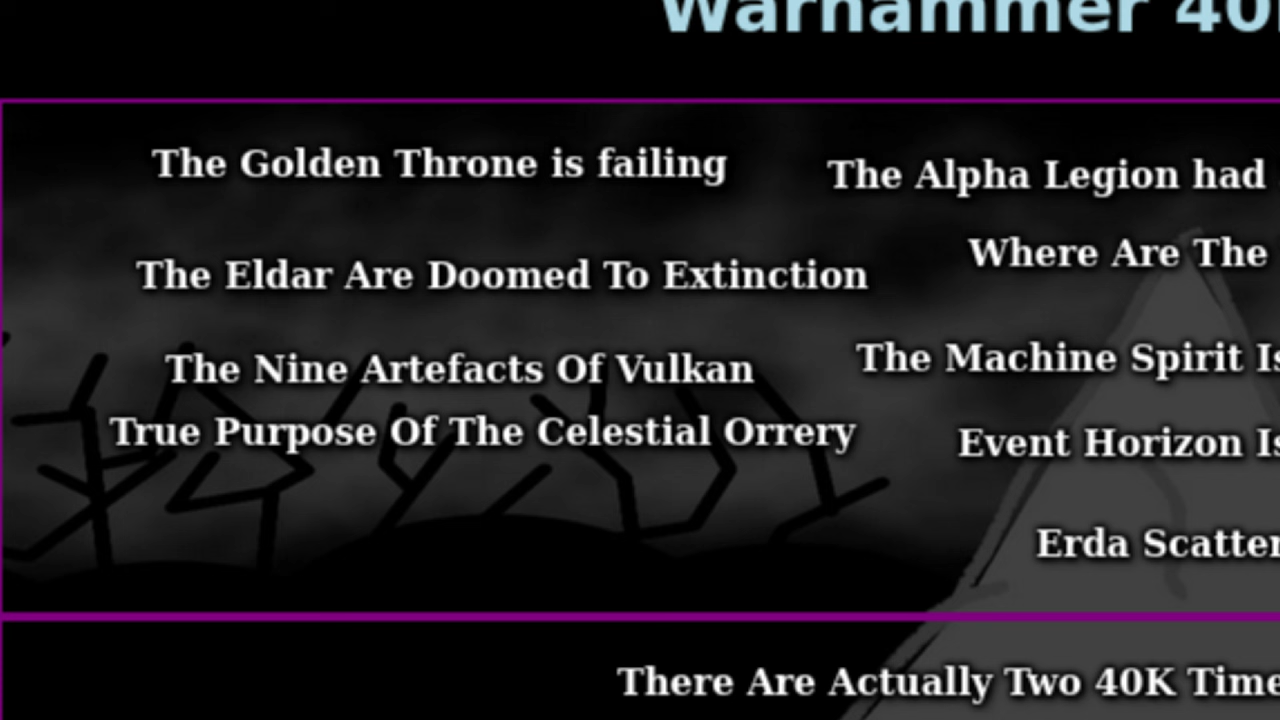 Warhammer 40
The Golden Throne is failing
The Alpha Legion had
Where Are The
The Eldar Are Doomed To Extinction
The Nine Artefacts Of Vulkan
The Machine Spirit Is
True Purpose Of The Celestial Orrery
Event Horizon Is
Erda Scatter
There Are Actually Two 40K Time